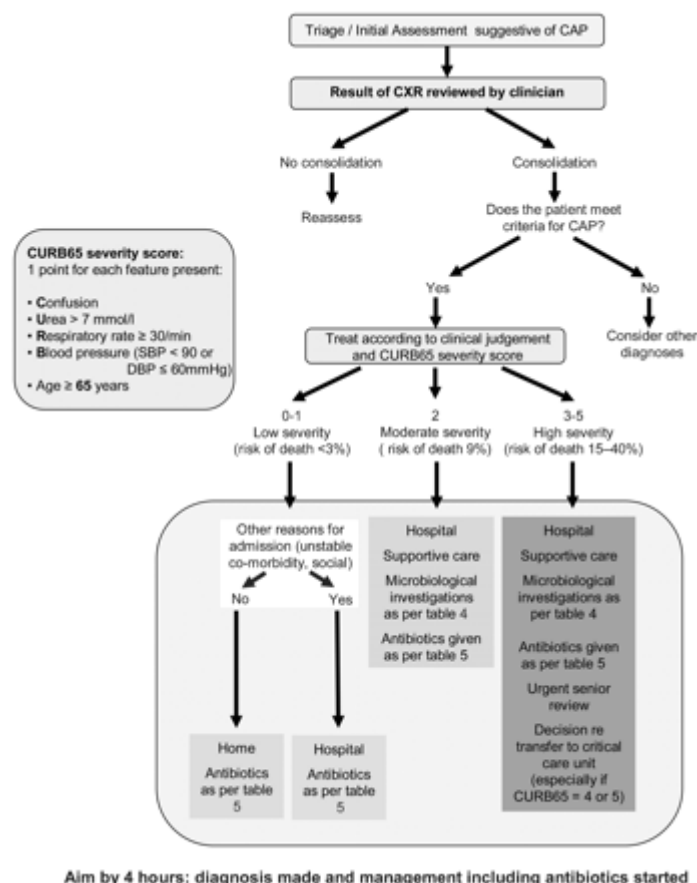 Triage / Initial Assessment suggestive of CAP
Result of CXR reviewed by clinician
No consolidation
Consolidation
Reassess
Does the patient meet
criteria for CAP?
CURB65 severity score:
1 point for each feature present:
• Confusion
• Urea > 7 mmol/l
• Respiratory rate ≥ 30/min
• Blood pressure (SBP < 90 or
DBP ≤ 60mmHg)
• Age ≥ 65 years
Yes
No
Treat according to clinical judgement
and CURB65 severity score
Consider other
diagnoses
0-1
Low severity
(risk of death <3%)
2
Moderate severity
( risk of death 9%)
3-5
High severity
(risk of death 15–40%)
Other reasons for
admission (unstable
co-morbidity, social)
No
Yes
Home
Antibiotics
as per table
5
Hospital
Antibiotics
as per table
5
Hospital
Supportive care
Microbiological
investigations
as per table 4
Antibiotics given
as per table 5
Hospital
Supportive care
Microbiological
investigations as
per table 4
Antibiotics given
as per table 5
Urgent senior
review
Decision re
transfer to critical
care unit
(especially if
CURB65 = 4 or 5)
Aim by 4 hours: diagnosis made and management including antibiotics started